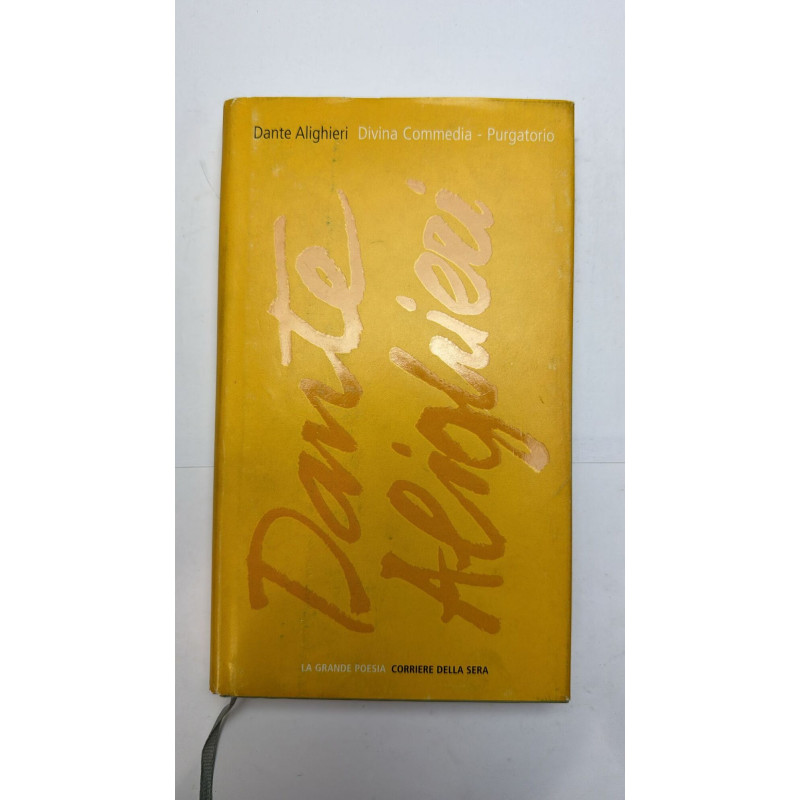 Dante Alighieri Divina Commedia - Purgatorio
Dante
Alighieri
LA GRANDE POESIA CORRIERE DELLA SERA